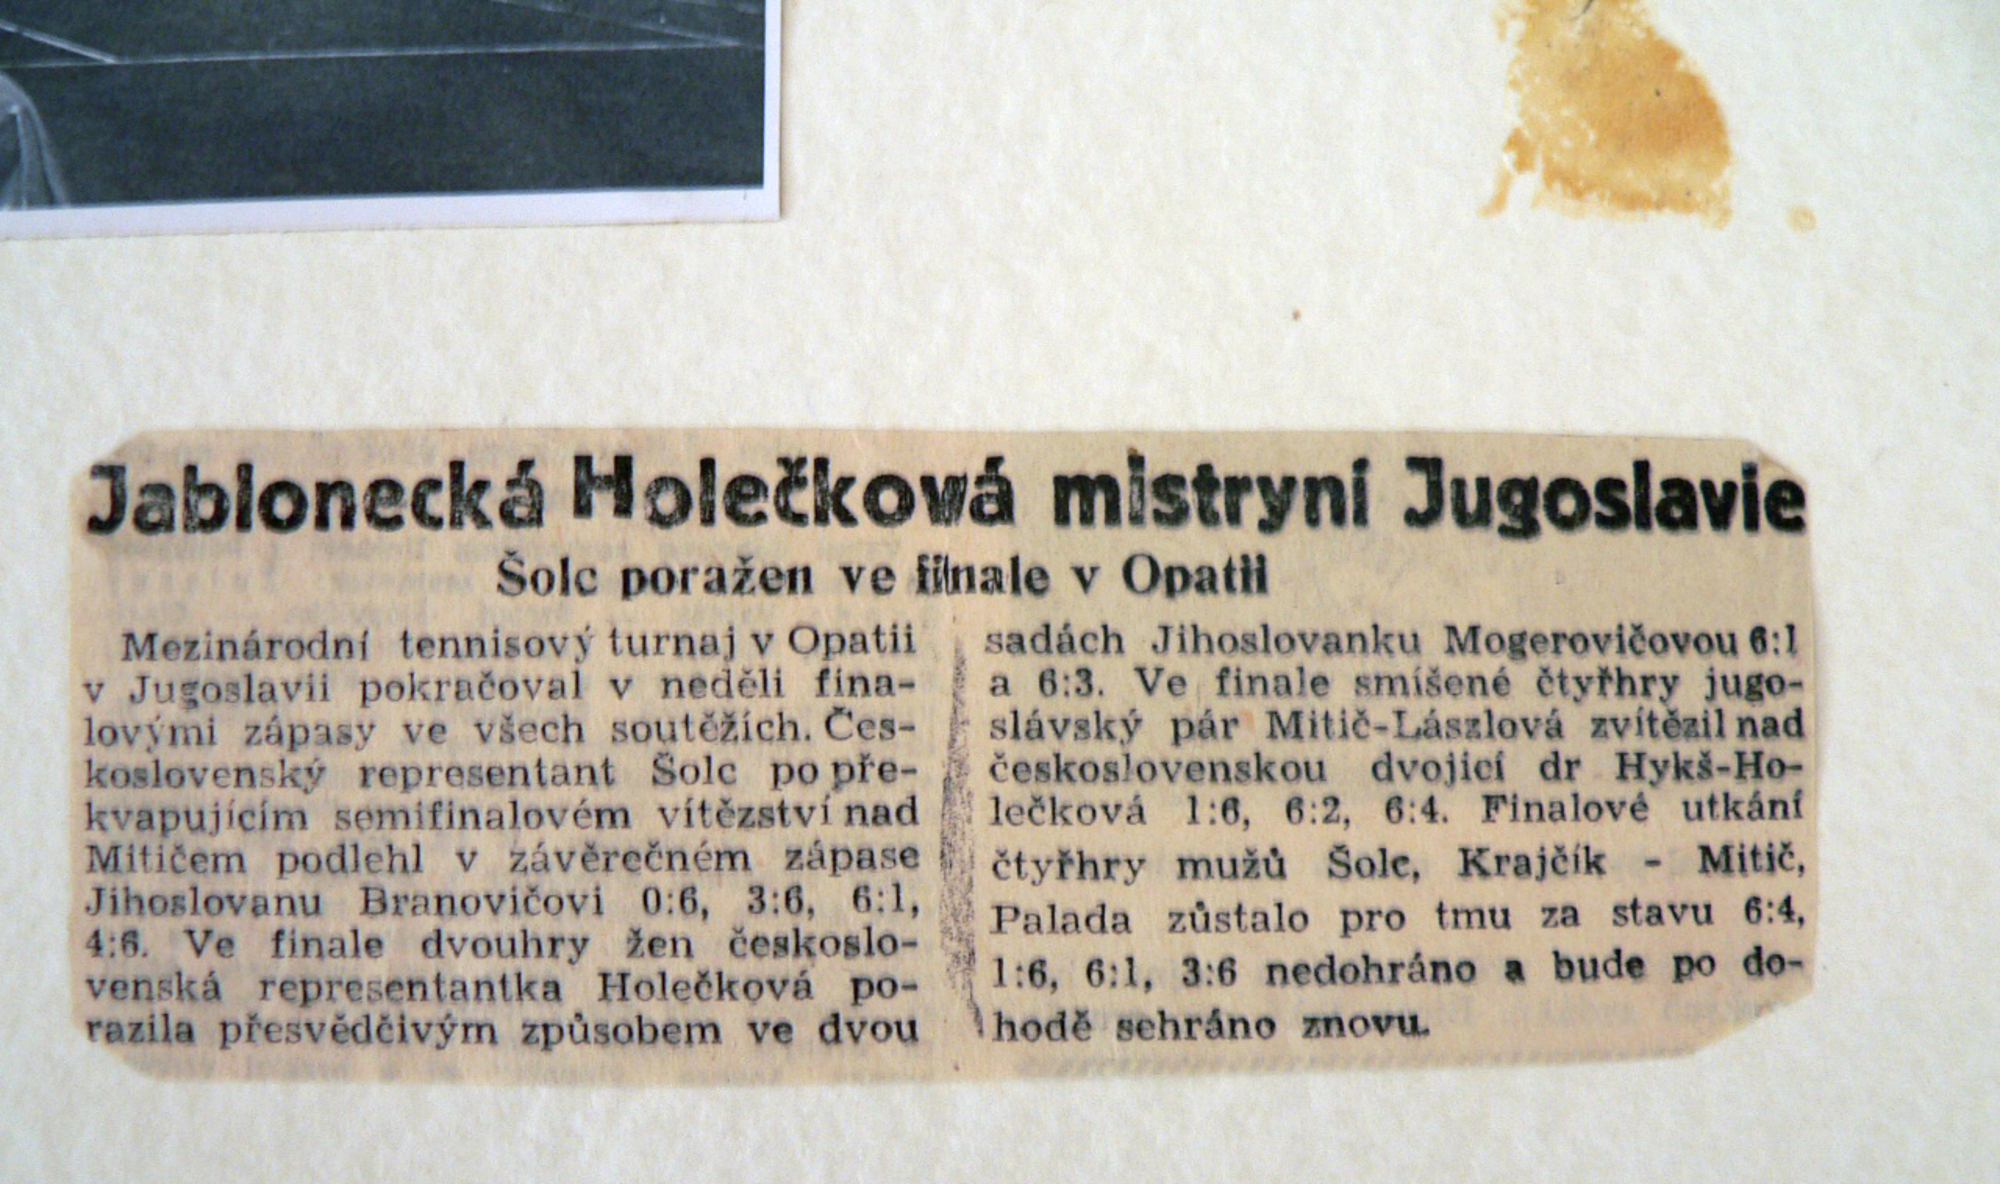 Jablonecká Holečková mistryní Jugoslavie
Šolc poražen ve finale v Opatii
Mezinárodní tennisový turnaj v Opatii
v Jugoslavii pokračoval v neděli fina-
lovými zápasy ve všech soutěžích. Čes-
koslovenský representant Šolc po pře-
kvapujícím semifinalovém vítězství nad
Mitičem podlehl v závěrečném zápase
Jihoslovanu Branovičovi 0:6, 3:6, 6:1,
4:6. Ve finale dvouhry žen českoslo-
venská representantka Holečková po-
razila přesvědčivým způsobem ve dvou
sadách Jihoslovanku Mogerovičovou 6:1
a 6:3. Ve finale smíšené čtyřhry jugo-
slávský pár Mitič-Lászlová zvítězil nad
československou dvojicí dr Hykš-Ho-
lečková 1:6, 6:2, 6:4. Finalové utkání
čtyřhry mužů Šolc, Krajčík - Mitič,
Palada zůstalo pro tmu za stavu 6:4,
1:6, 6:1, 3:6 nedohráno a bude po do-
hodě sehráno znovu.